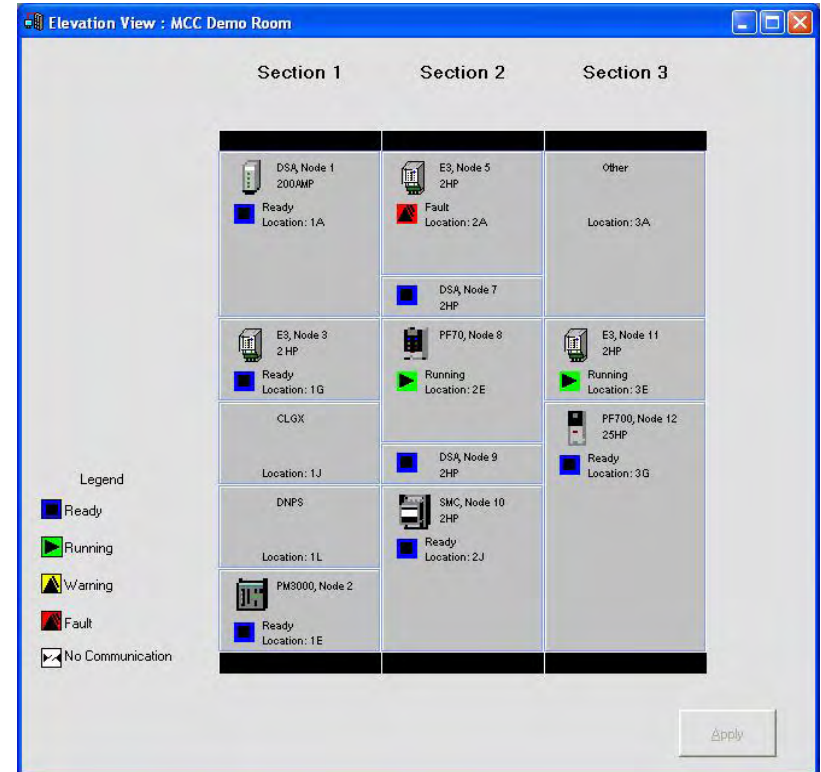 Elevation View : MCC Demo Room
Section 1
Section 2
Section 3
DSA, Node 1
200AMP
Ready
Location: 1A
E3, Node 3
2 HP
Ready
Location: 1G
CLGX
Location: 1J
DNPS
Location: 1L
PM3000, Node 2
Ready
Location: 1E
E3, Node 5
2HP
Fault
Location: 2A
DSA, Node 7
2HP
PF70, Node 8
Running
Location: 2E
DSA, Node 9
2HP
SMC, Node 10
2HP
Ready
Location: 2J
Other
Location: 3A
E3, Node 11
2HP
Running
Location: 3E
PF700, Node 12
25HP
Ready
Location: 3G
Legend
Ready
Running
Warning
Fault
No Communication
Apply